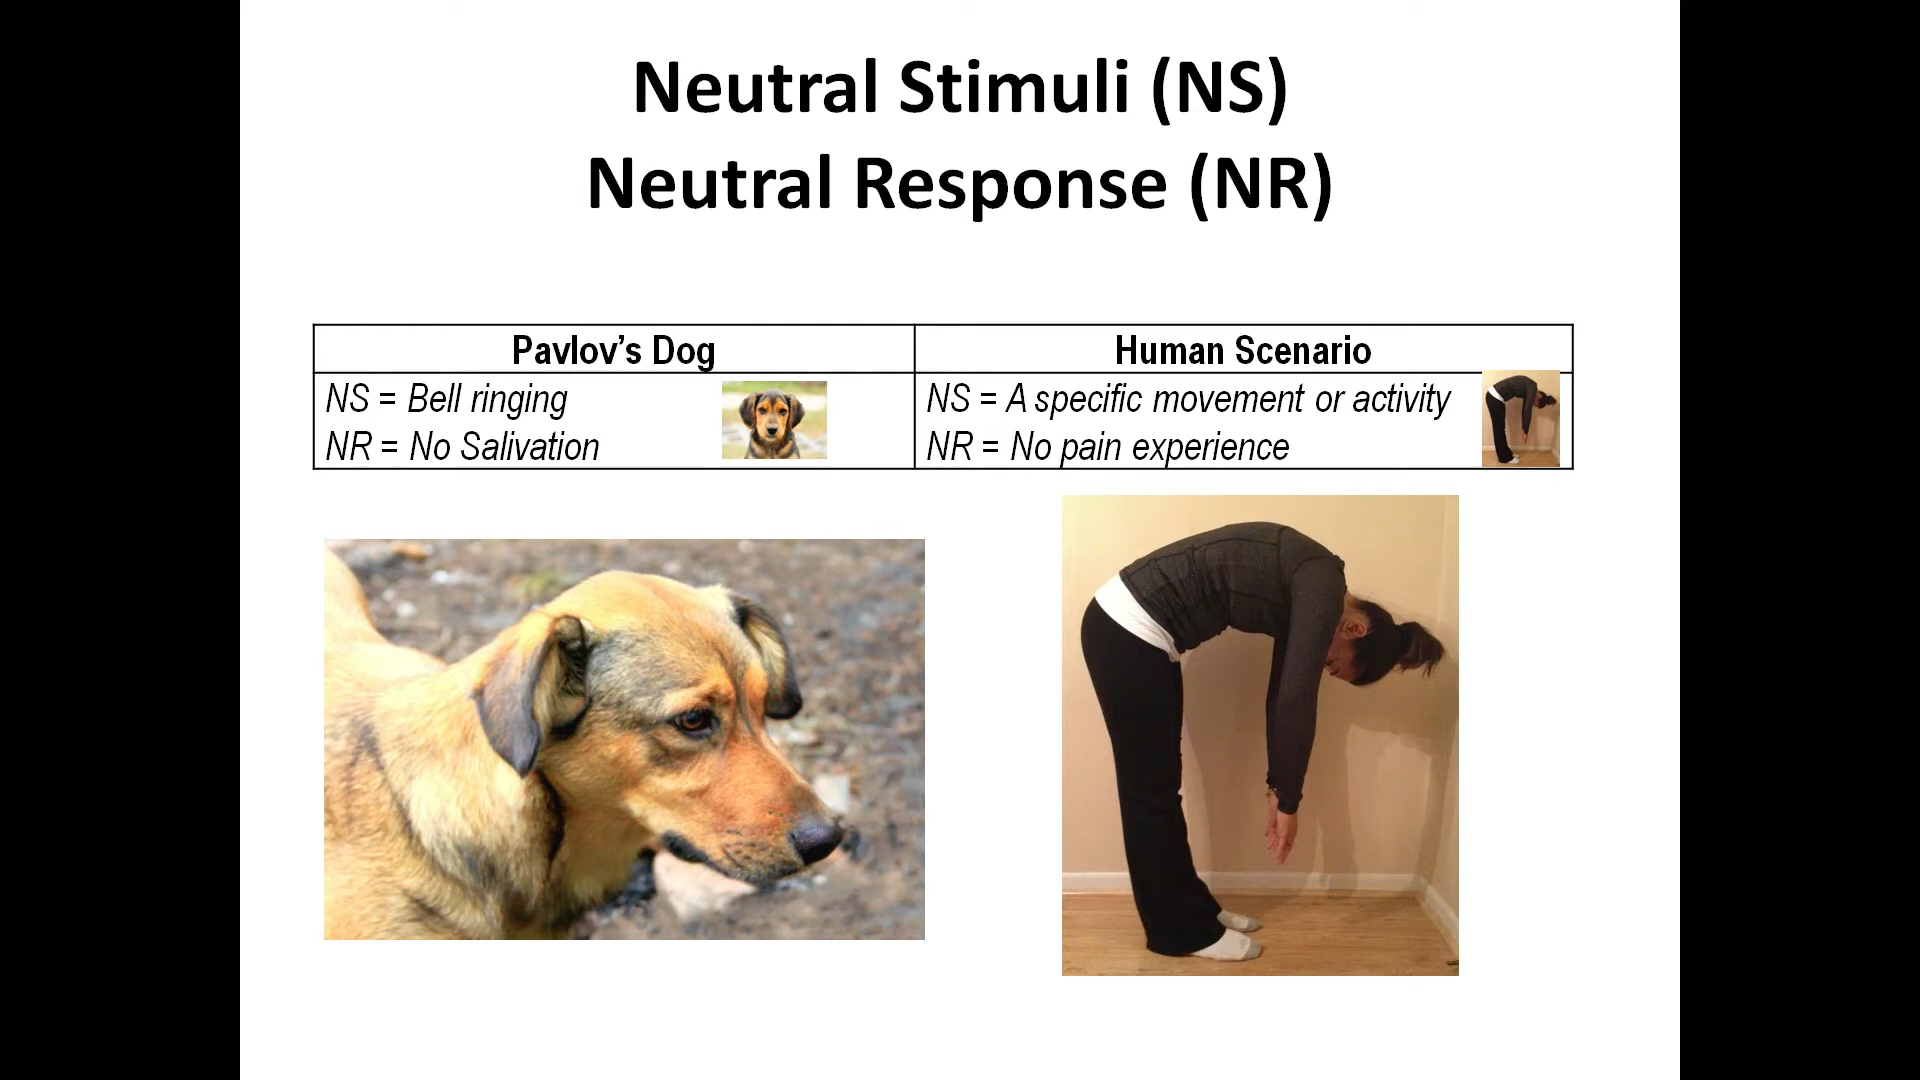 Neutral Stimuli (NS)
Neutral Response (NR)
Pavlov’s Dog
Human Scenario
NS = Bell ringing
NR = No Salivation
NS = A specific movement or activity
NR = No pain experience